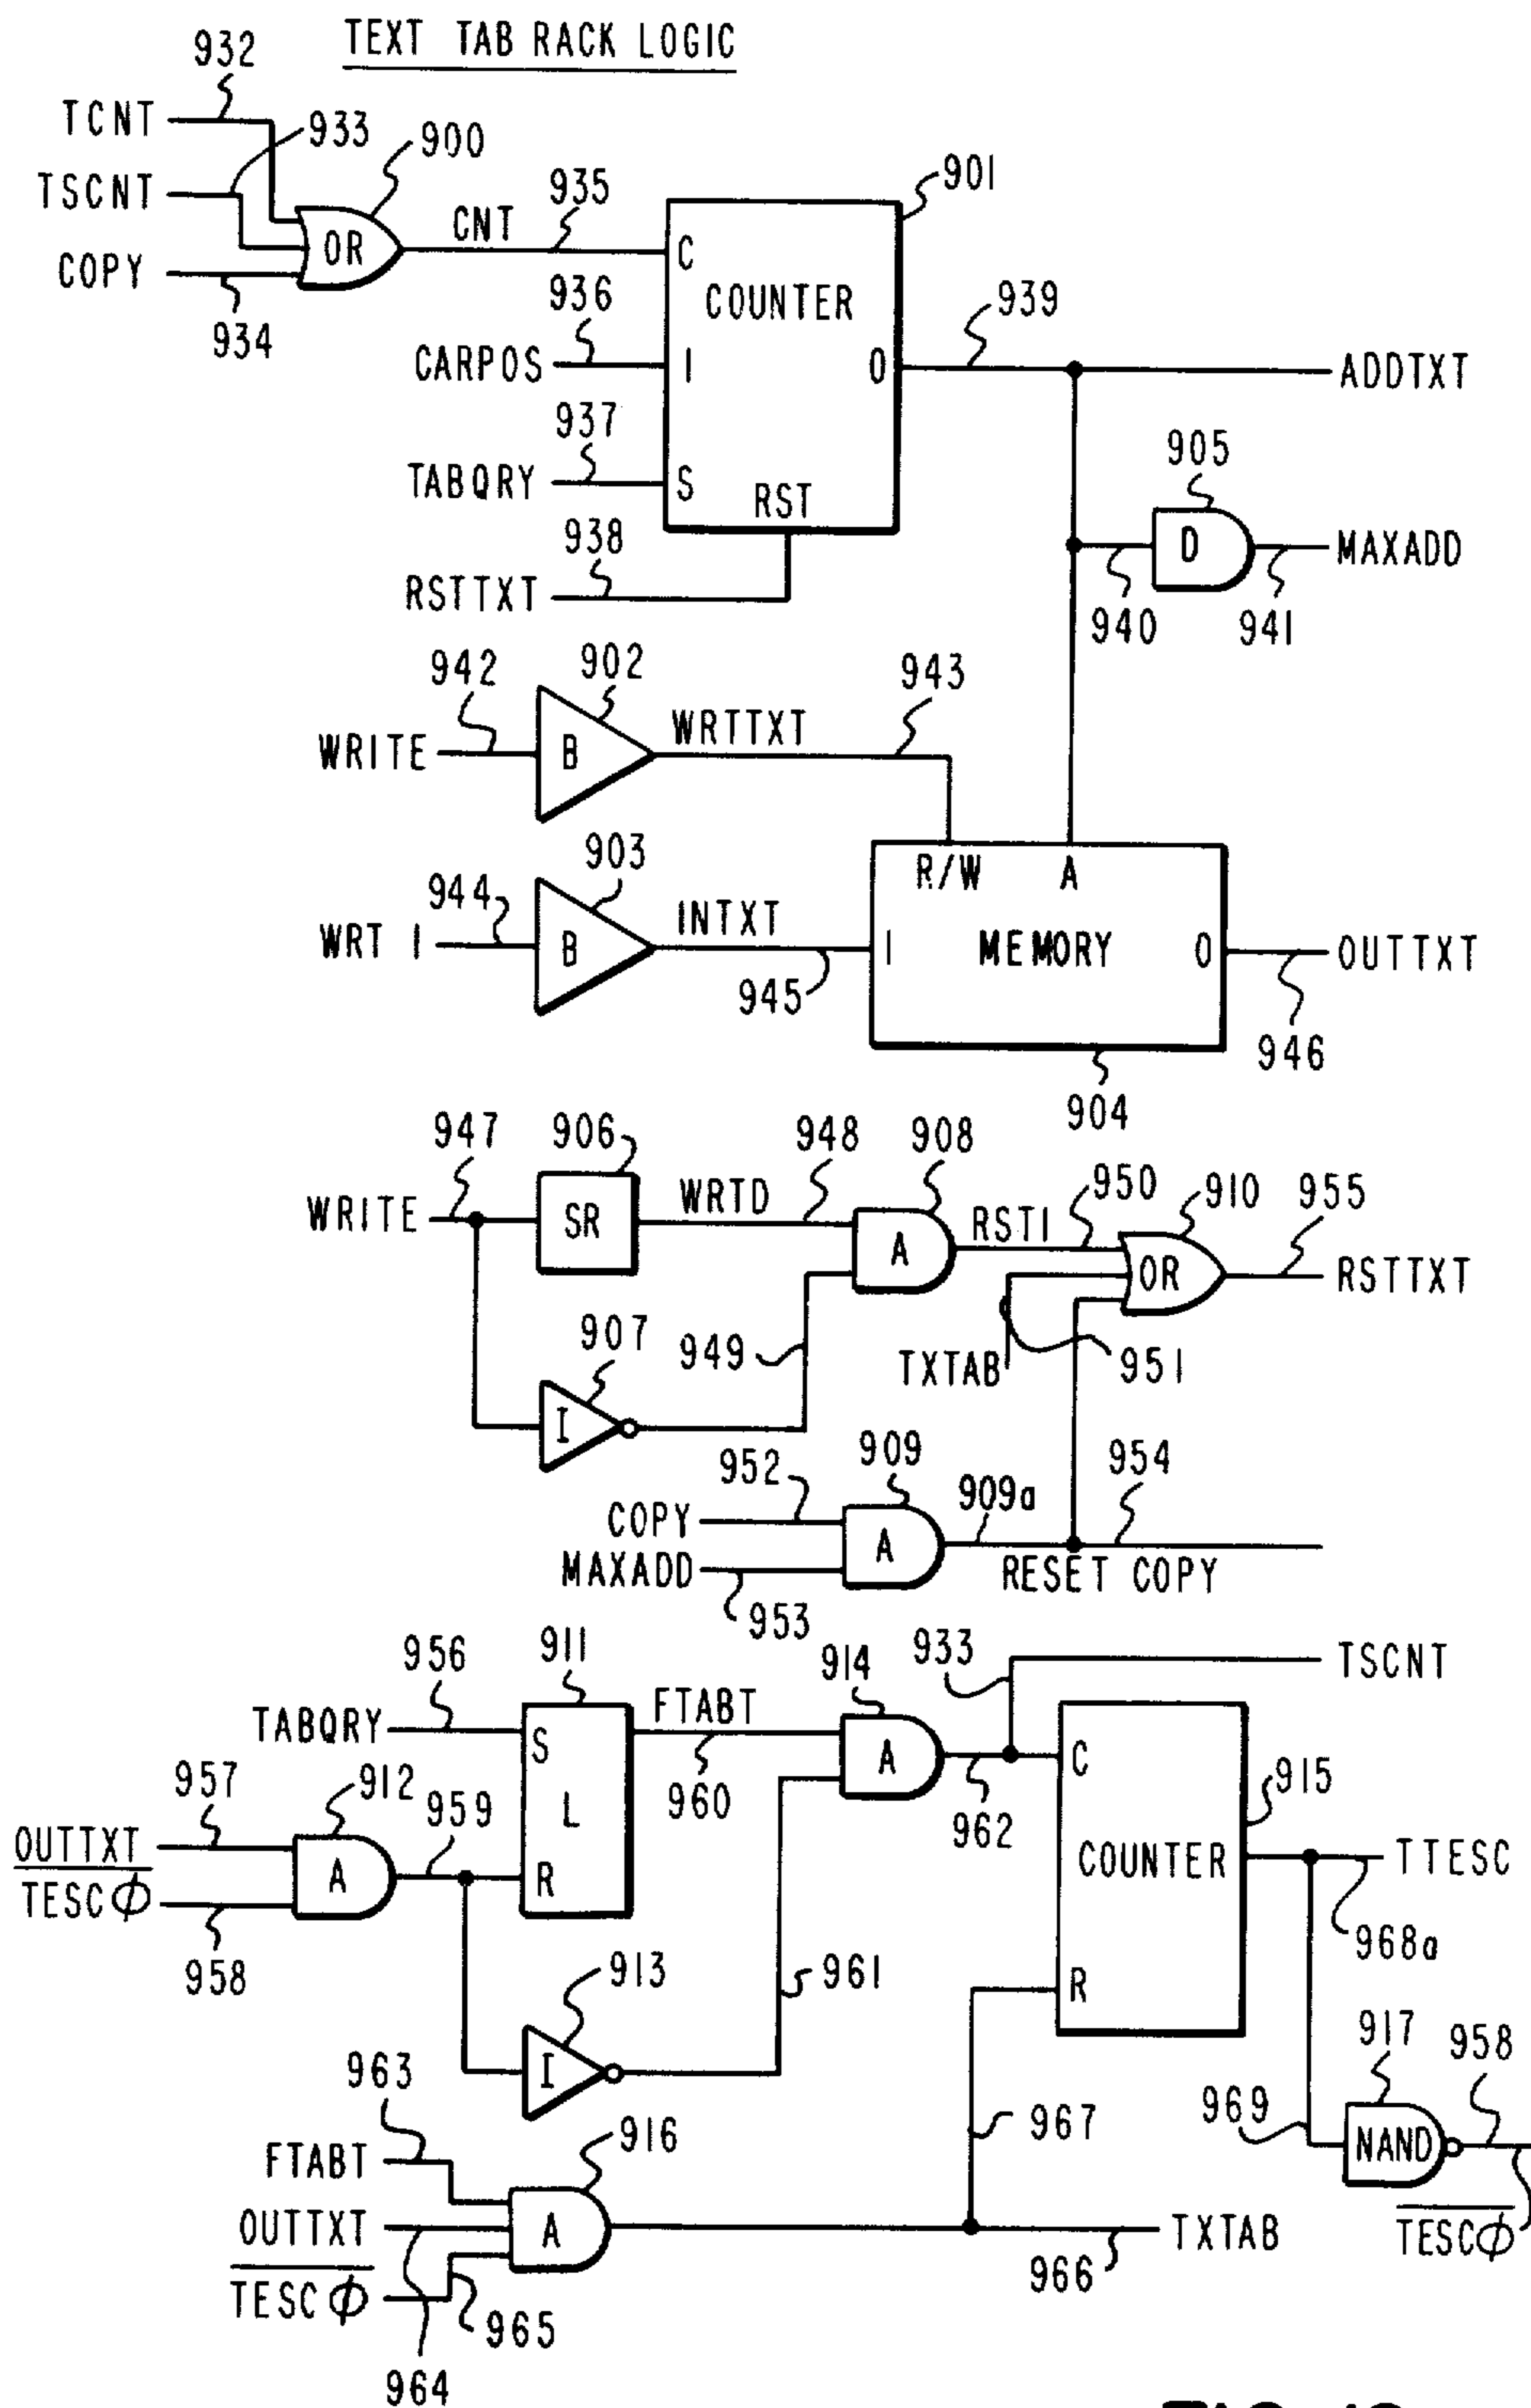 TEXT TAB RACK LOGIC
932
TCNT
933
900
TSCNT
OR
CNT
935
COPY
934
901
C
COUNTER
936
CARPOS
I
O
939
ADDTXT
937
TABQRY
S
RST
938
RSTTXT
905
D
MAXADD
940
941
942
902
WRITE
B
WRTTXT
943
903
944
WRT I
B
INTXT
945
R/W
A
I
MEMORY
O
OUTTXT
946
904
947
906
948
908
WRITE
SR
WRTD
A
RSTI
950
910
955
OR
RSTTXT
907
949
I
TXTAB
951
952
909
909a
954
COPY
A
MAXADD
RESET COPY
953
956
911
914
933
TSCNT
TABQRY
S
FTABT
A
C
915
957
912
959
L
960
962
OUTTXT
A
R
COUNTER
TTESC
TESCϕ
958
913
961
968a
I
R
917
958
963
916
967
969
NAND
FTABT
OUTTXT
A
TXTAB
TESCϕ
TESCϕ
965
966
964